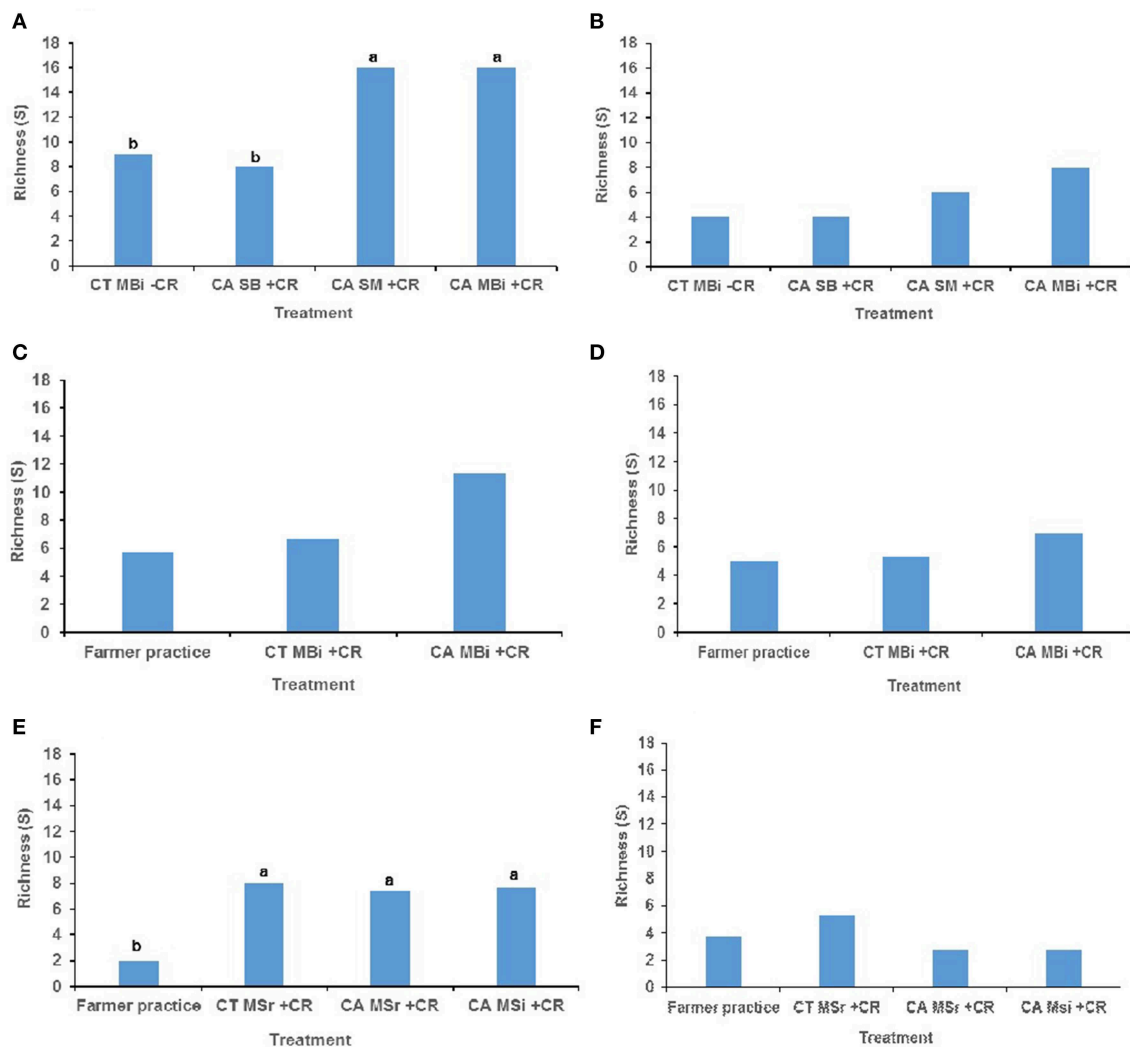 A
18
16
14
12
10
8
6
4
2
0
Richness (S)
b
b
a
a
CT MBi -CR CA SB +CR CA SM +CR CA MBi +CR
Treatment
B
18
16
14
12
10
8
6
4
2
0
Richness (S)
CT MBi -CR CA SB +CR CA SM +CR CA MBi +CR
Treatment
C
18
16
14
12
10
8
6
4
2
0
Richness (S)
Farmer practice CT MBi +CR CA MBi +CR
Treatment
D
18
16
14
12
10
8
6
4
2
0
Richness (S)
Farmer practice CT MBi +CR CA MBi +CR
Treatment
E
18
16
14
12
10
8
6
4
2
0
Richness (S)
b
a
a
a
Farmer practice CT MSr +CR CA MSr +CR CA MSi +CR
Treatment
F
18
16
14
12
10
8
6
4
2
0
Richness (S)
Farmer practice CT MSr +CR CA MSr +CR CA Msi +CR
Treatment